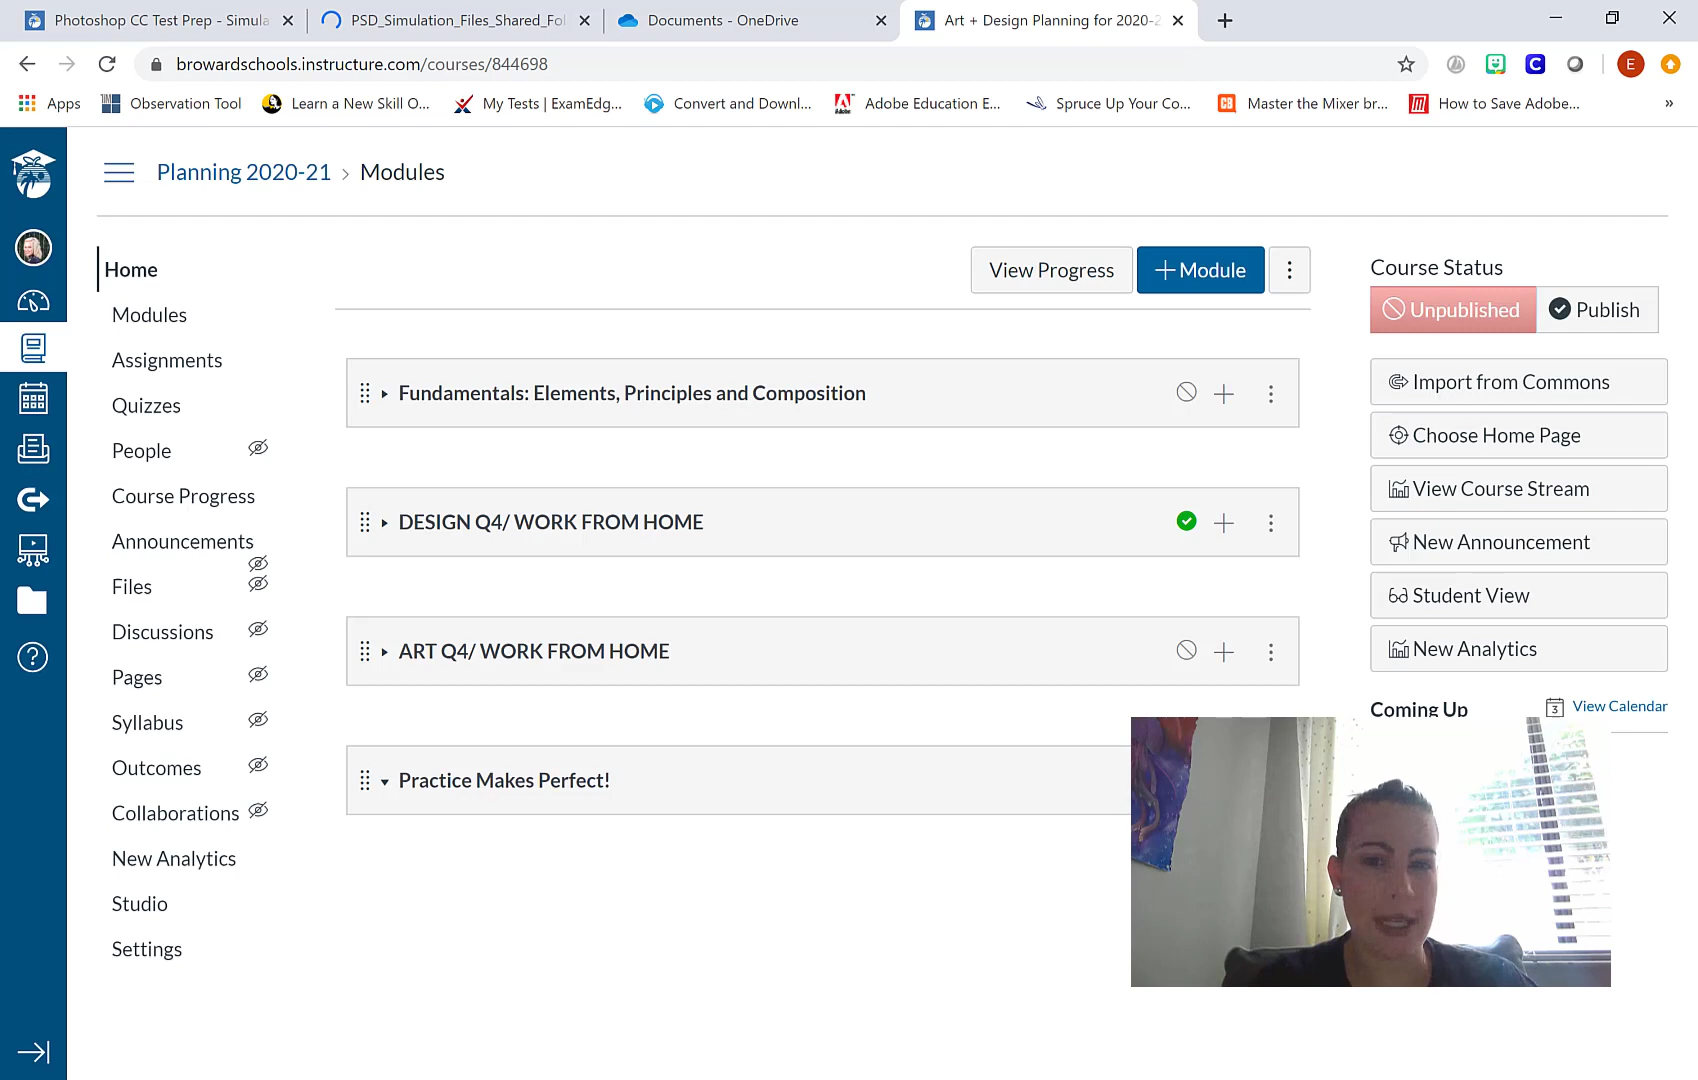 Photoshop CC Test Prep - Simula
PSD_Simulation_Files_Shared_Fol
Documents - OneDrive
Art + Design Planning for 2020-2
browardschools.instructure.com/courses/844698
C
E
Apps
Observation Tool
Learn a New Skill O...
My Tests | ExamEdg...
Convert and Downl...
Adobe Education E...
Spruce Up Your Co...
CB
Master the Mixer br...
How to Save Adobe...
»
Planning 2020-21 › Modules
Home
Modules
Assignments
Quizzes
People
Course Progress
Announcements
Files
Discussions
Pages
Syllabus
Outcomes
Collaborations
New Analytics
Studio
Settings
View Progress
+ Module
Fundamentals: Elements, Principles and Composition
DESIGN Q4/ WORK FROM HOME
ART Q4/ WORK FROM HOME
Practice Makes Perfect!
Course Status
Unpublished
Publish
Import from Commons
Choose Home Page
View Course Stream
New Announcement
Student View
New Analytics
Coming Up
3 View Calendar